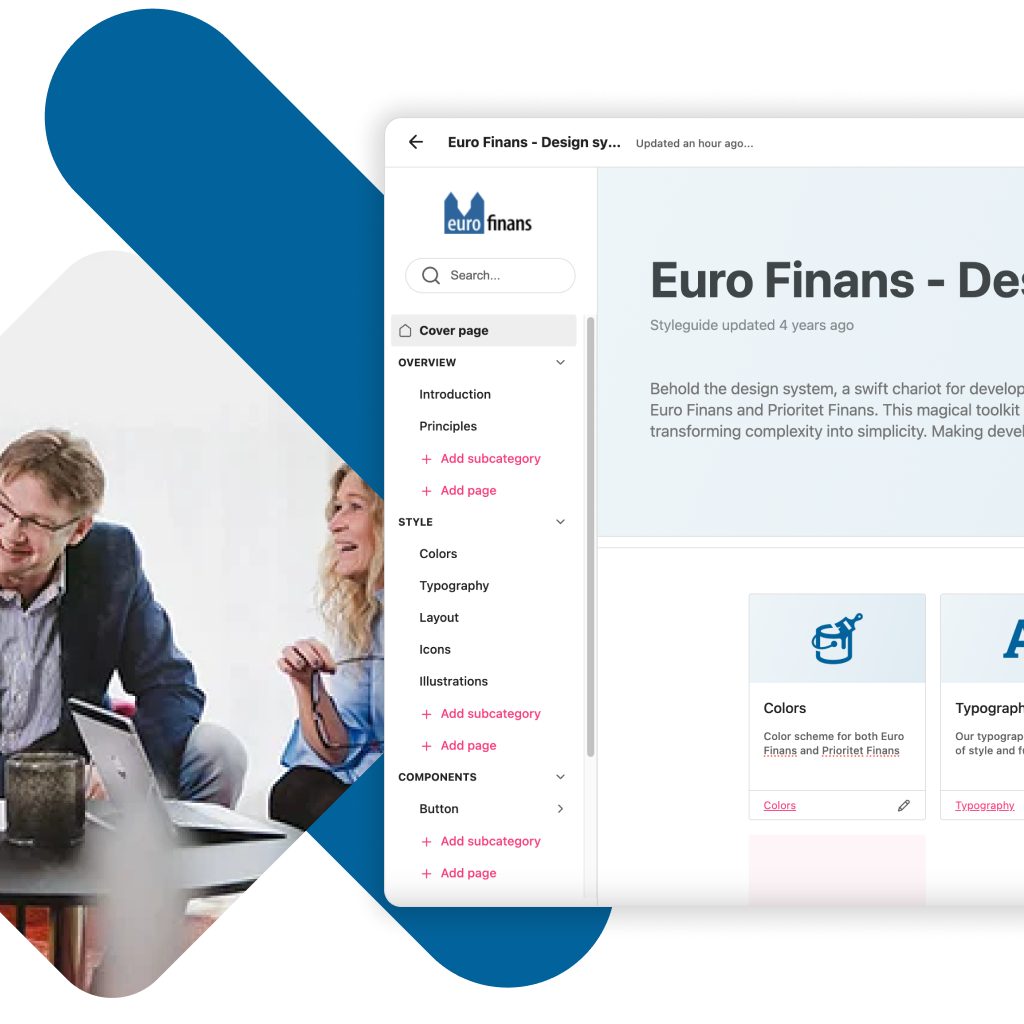 Euro Finans - Design sy...
Updated an hour ago...
euro finans
Search...
Cover page
OVERVIEW
Introduction
Principles
+ Add subcategory
+ Add page
STYLE
Colors
Typography
Layout
Icons
Illustrations
+ Add subcategory
+ Add page
COMPONENTS
Button
+ Add subcategory
+ Add page
Euro Finans - Des
Styleguide updated 4 years ago
Behold the design system, a swift chariot for develop
Euro Finans and Prioritet Finans. This magical toolkit
transforming complexity into simplicity. Making devel
Colors
Color scheme for both Euro
Finans and Prioritet Finans
Colors
A
Typograph
Our typograp
of style and fu
Typography